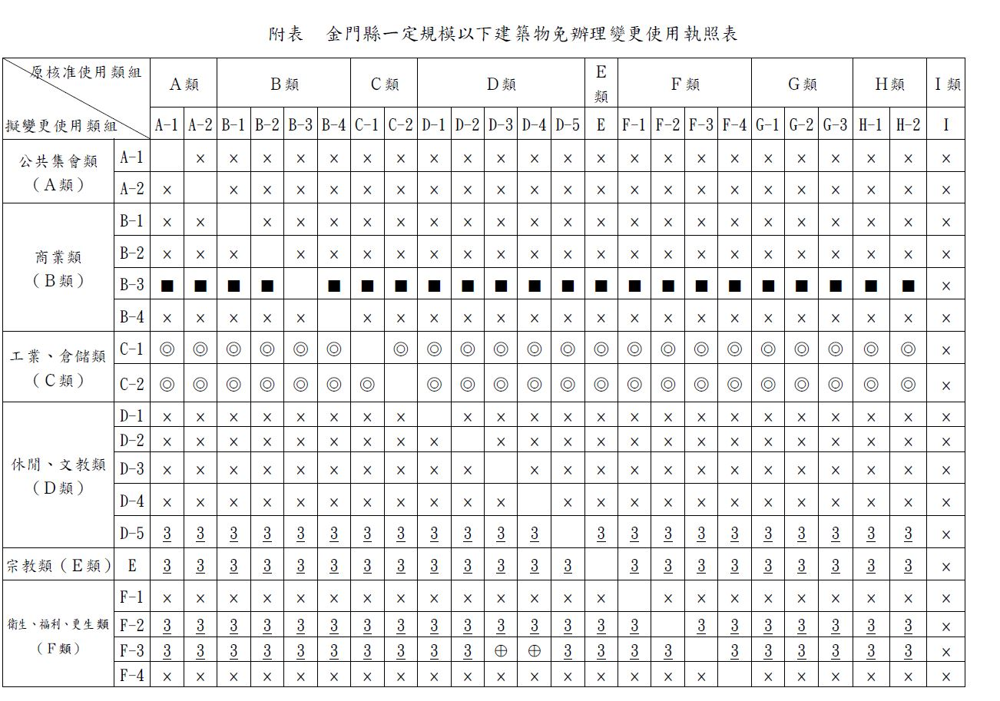 附表　金門縣一定規模以下建築物免辦理變更使用執照表
原核准使用類組 A類 B類 C類 D類 E類 F類 G類 H類 I類
擬變更使用類組 A-1 A-2 B-1 B-2 B-3 B-4 C-1 C-2 D-1 D-2 D-3 D-4 D-5 E F-1 F-2 F-3 F-4 G-1 G-2 G-3 H-1 H-2 I
公共集會類
（A類）
A-1 × × × × × × × × × × × × × × × × × × × × × × ×
A-2 × × × × × × × × × × × × × × × × × × × × × × ×
商業類
（B類）
B-1 × × × × × × × × × × × × × × × × × × × × × × ×
B-2 × × × × × × × × × × × × × × × × × × × × × × ×
B-3 ■ ■ ■ ■ ■ ■ ■ ■ ■ ■ ■ ■ ■ ■ ■ ■ ■ ■ ■ ■ ■ ■ ×
B-4 × × × × × × × × × × × × × × × × × × × × × × ×
工業、倉儲類
（C類）
C-1 ◎ ◎ ◎ ◎ ◎ ◎ ◎ ◎ ◎ ◎ ◎ ◎ ◎ ◎ ◎ ◎ ◎ ◎ ◎ ◎ ◎ ◎ ×
C-2 ◎ ◎ ◎ ◎ ◎ ◎ ◎ ◎ ◎ ◎ ◎ ◎ ◎ ◎ ◎ ◎ ◎ ◎ ◎ ◎ ◎ ◎ ×
休閒、文教類
（D類）
D-1 × × × × × × × × × × × × × × × × × × × × × × ×
D-2 × × × × × × × × × × × × × × × × × × × × × × ×
D-3 × × × × × × × × × × × × × × × × × × × × × × ×
D-4 × × × × × × × × × × × × × × × × × × × × × × ×
D-5 3 3 3 3 3 3 3 3 3 3 3 3 3 3 3 3 3 3 3 3 3 3 ×
宗教類（E類） E 3 3 3 3 3 3 3 3 3 3 3 3 3 3 3 3 3 3 3 3 3 3 ×
衛生、福利、更生類
（F類）
F-1 × × × × × × × × × × × × × × × × × × × × × × ×
F-2 3 3 3 3 3 3 3 3 3 3 3 3 3 3 3 3 3 3 3 3 3 3 ×
F-3 3 3 3 3 3 3 3 3 3 3 ⊕ ⊕ 3 3 3 3 3 3 3 3 3 3 ×
F-4 × × × × × × × × × × × × × × × × × × × × × × ×